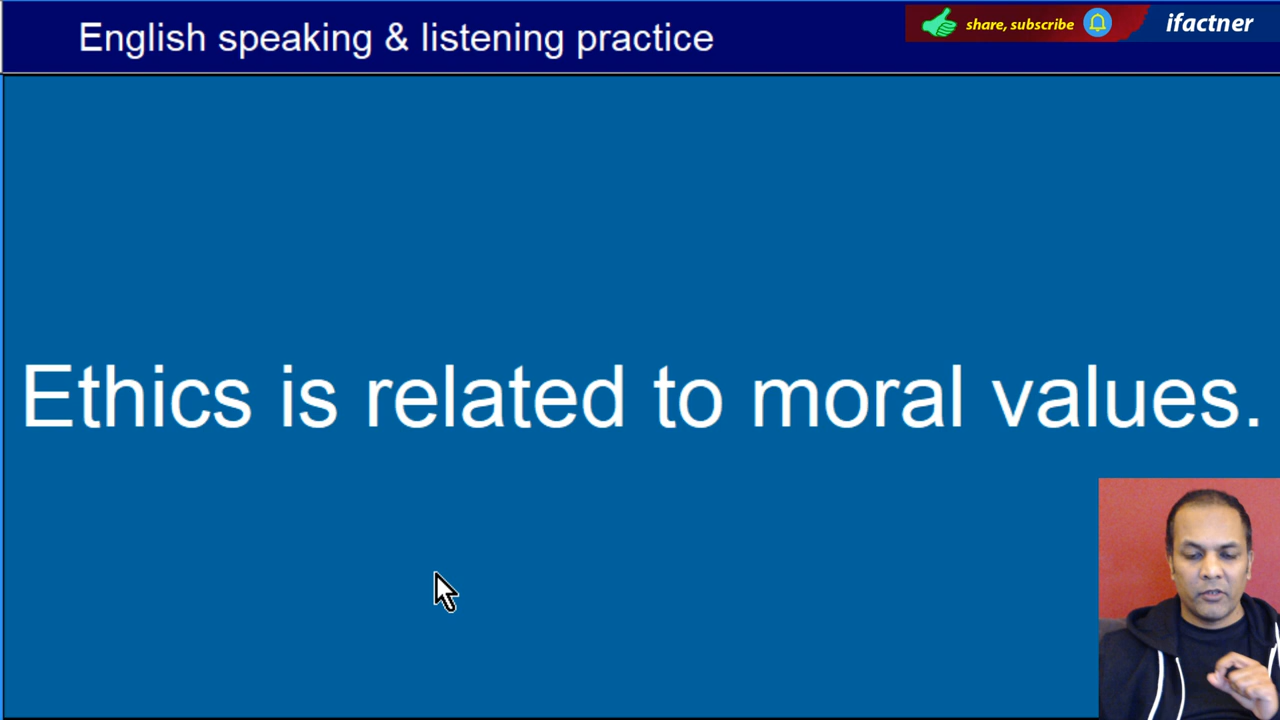 English speaking & listening practice
share, subscribe
ifactner
Ethics is related to moral values.